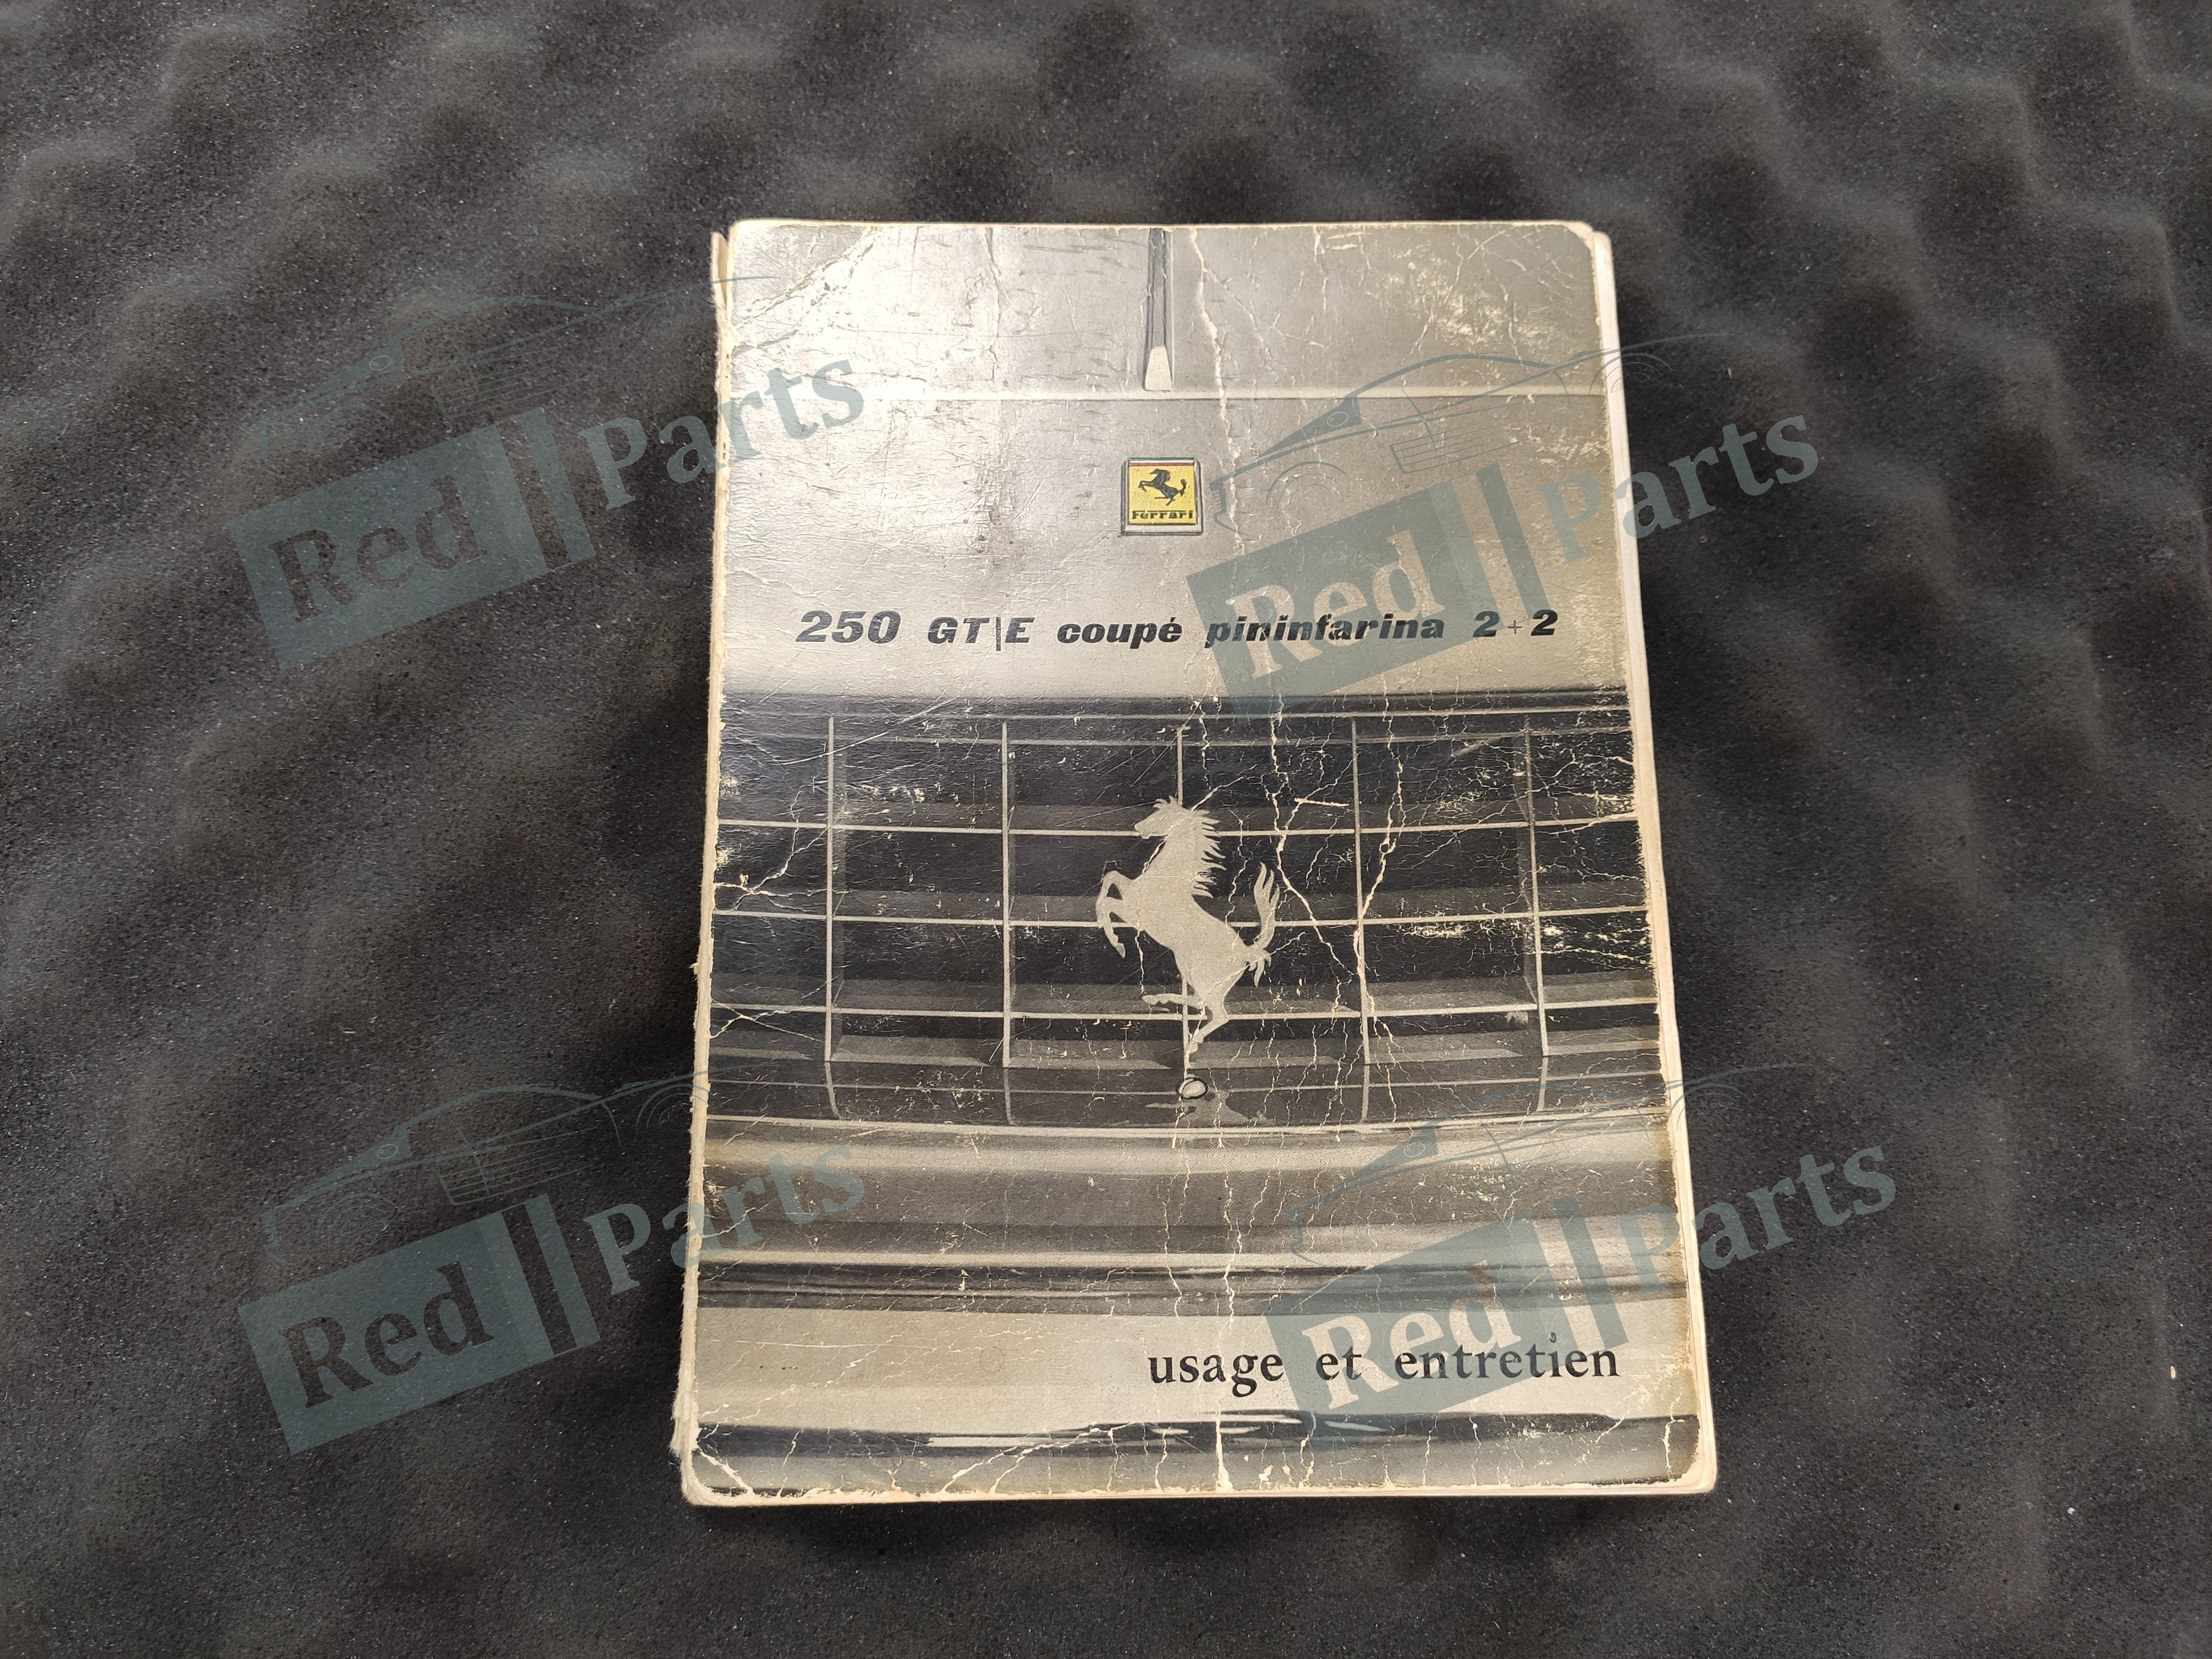 Ferrari
250 GT|E coupé pininfarina 2+2
usage et entretien
Red Parts
Red Parts
Red Parts
Red Parts